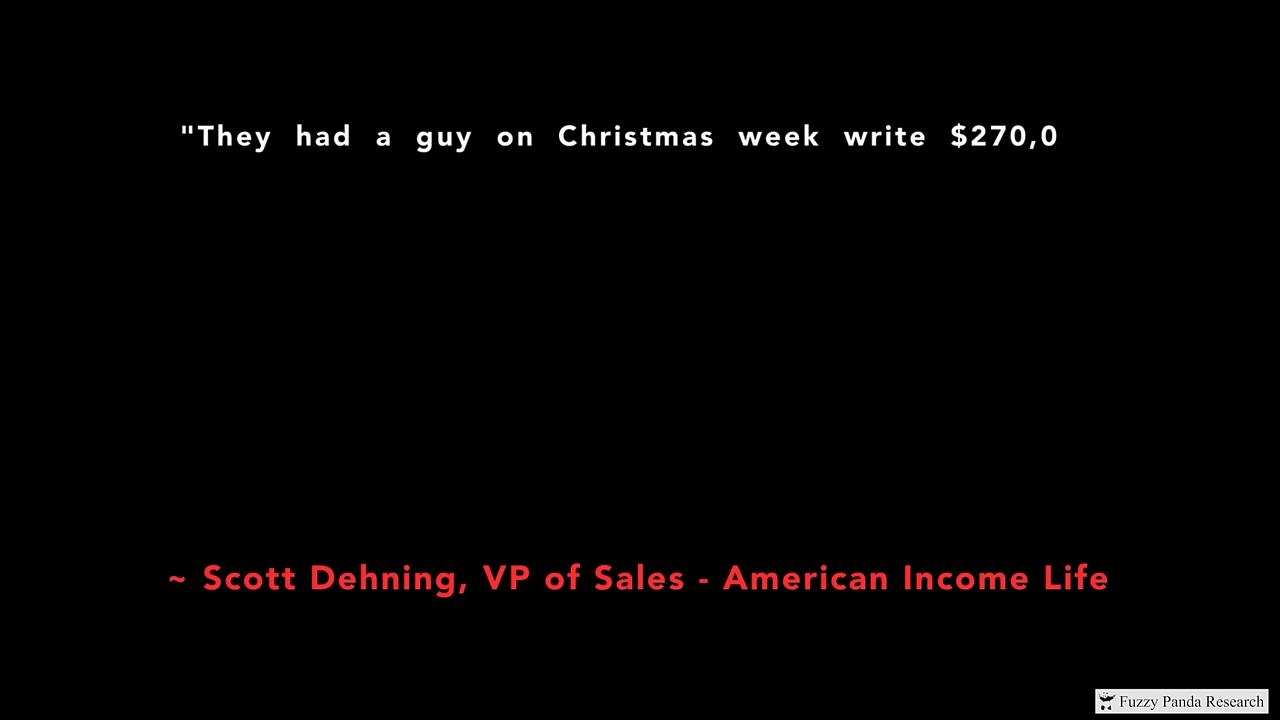 "They had a guy on Christmas week write $270,0
~ Scott Dehning, VP of Sales - American Income Life
Fuzzy Panda Research